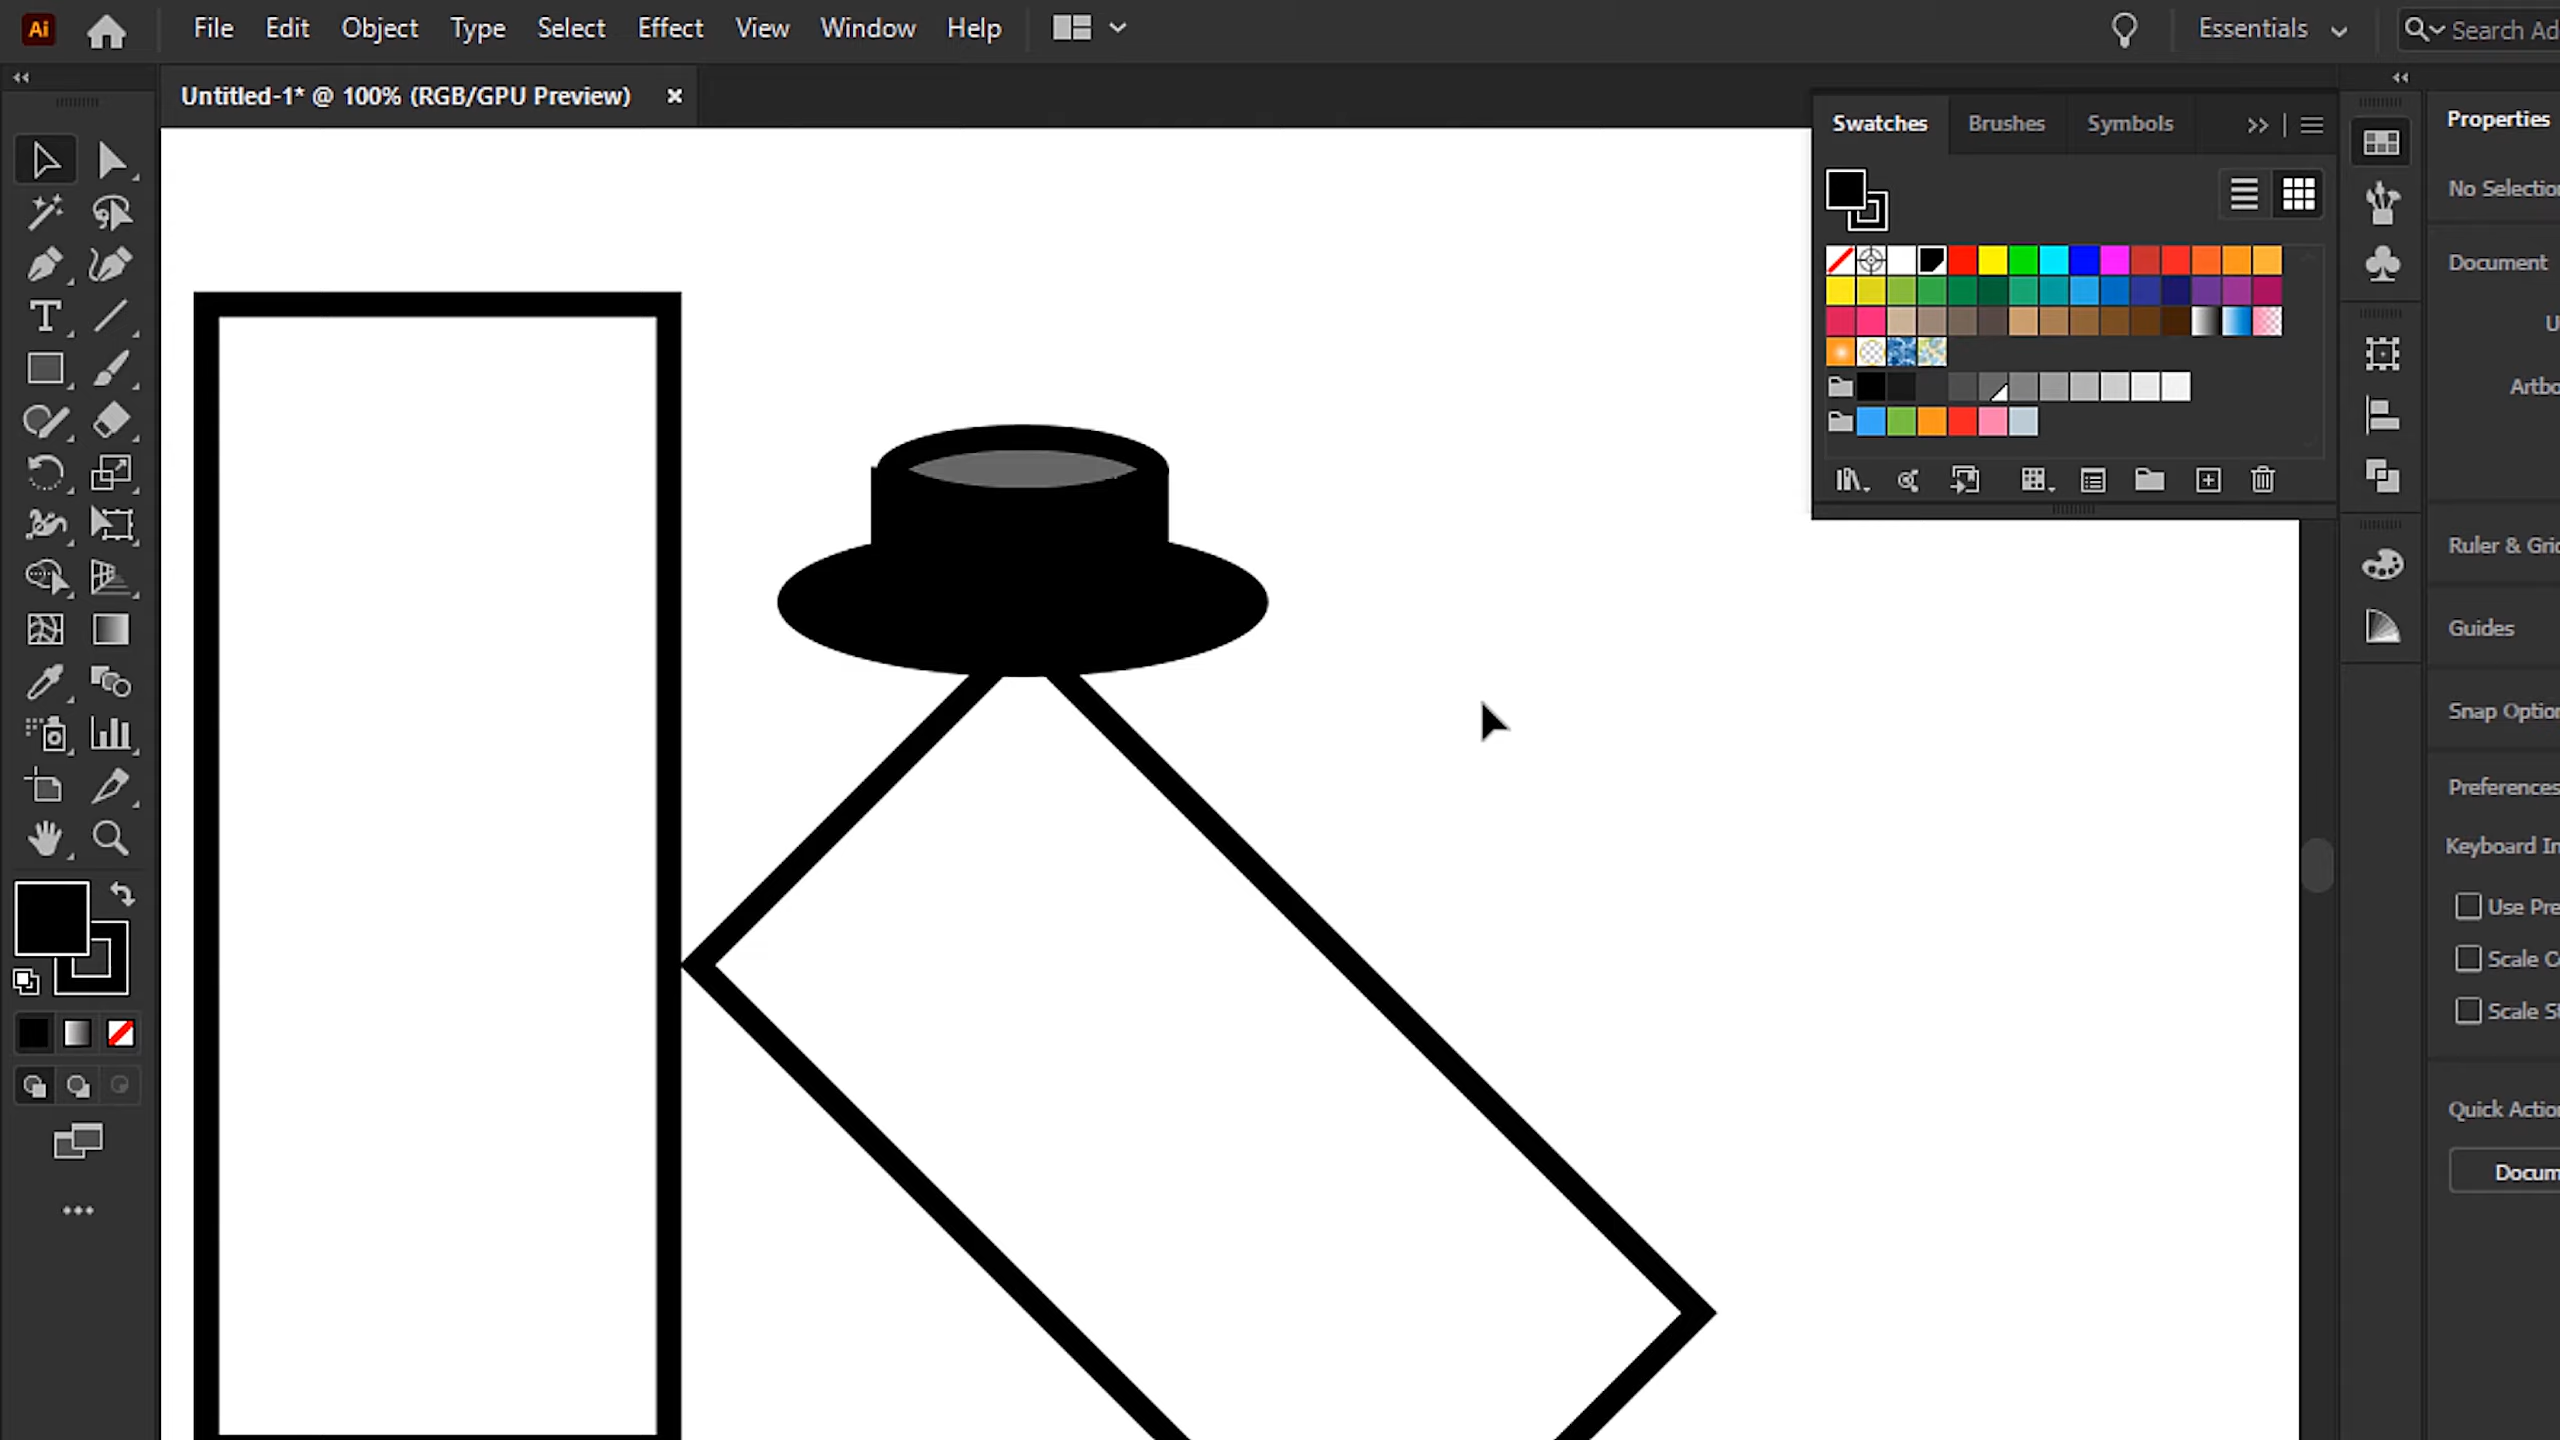 Ai File Edit Object Type Select Effect View Window Help Essentials Search Ad
Untitled-1* @ 100% (RGB/GPU Preview) ×
Swatches Brushes Symbols
Properties
No Selectio
Document
U
Artbo
Ruler & Gri
Guides
Snap Optio
Preferences
Keyboard In
Use Pre
Scale C
Scale St
Quick Actio
Docum